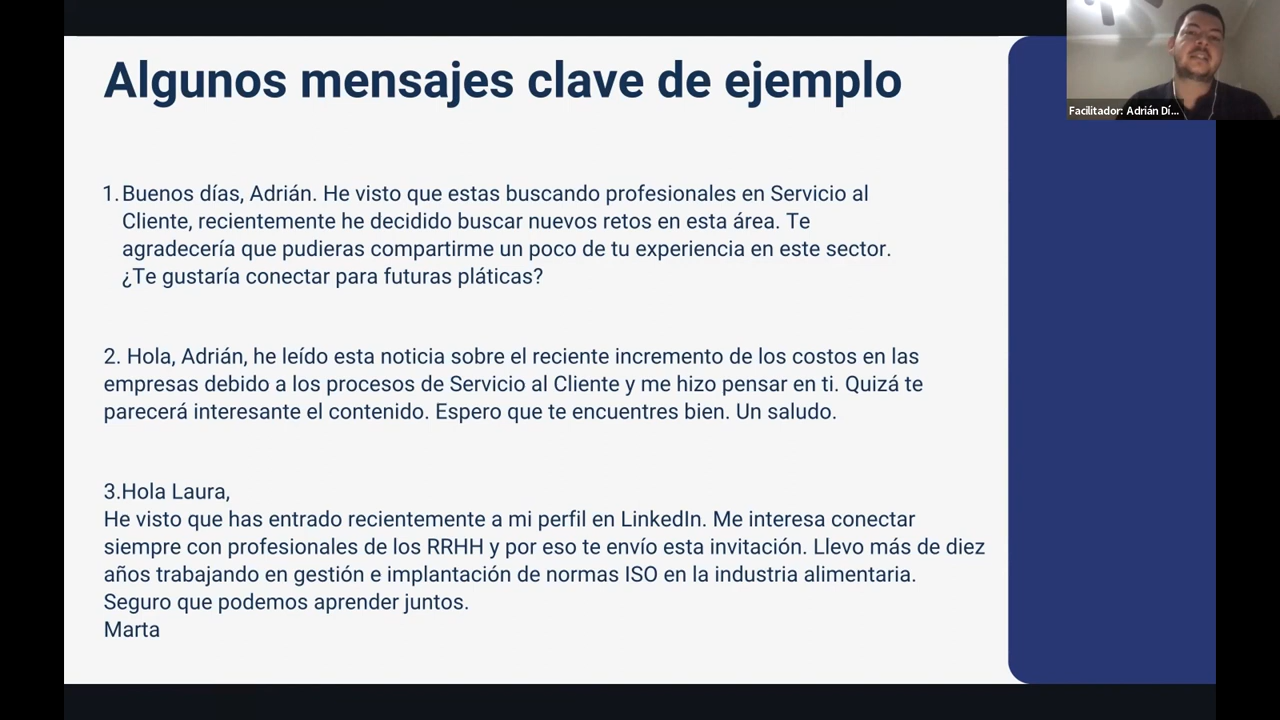 Algunos mensajes clave de ejemplo
Facilitador: Adrián Dí...
1. Buenos días, Adrián. He visto que estas buscando profesionales en Servicio al
Cliente, recientemente he decidido buscar nuevos retos en esta área. Te
agradecería que pudieras compartirme un poco de tu experiencia en este sector.
¿Te gustaría conectar para futuras pláticas?
2. Hola, Adrián, he leído esta noticia sobre el reciente incremento de los costos en las
empresas debido a los procesos de Servicio al Cliente y me hizo pensar en ti. Quizá te
parecerá interesante el contenido. Espero que te encuentres bien. Un saludo.
3.Hola Laura,
He visto que has entrado recientemente a mi perfil en LinkedIn. Me interesa conectar
siempre con profesionales de los RRHH y por eso te envío esta invitación. Llevo más de diez
años trabajando en gestión e implantación de normas ISO en la industria alimentaria.
Seguro que podemos aprender juntos.
Marta